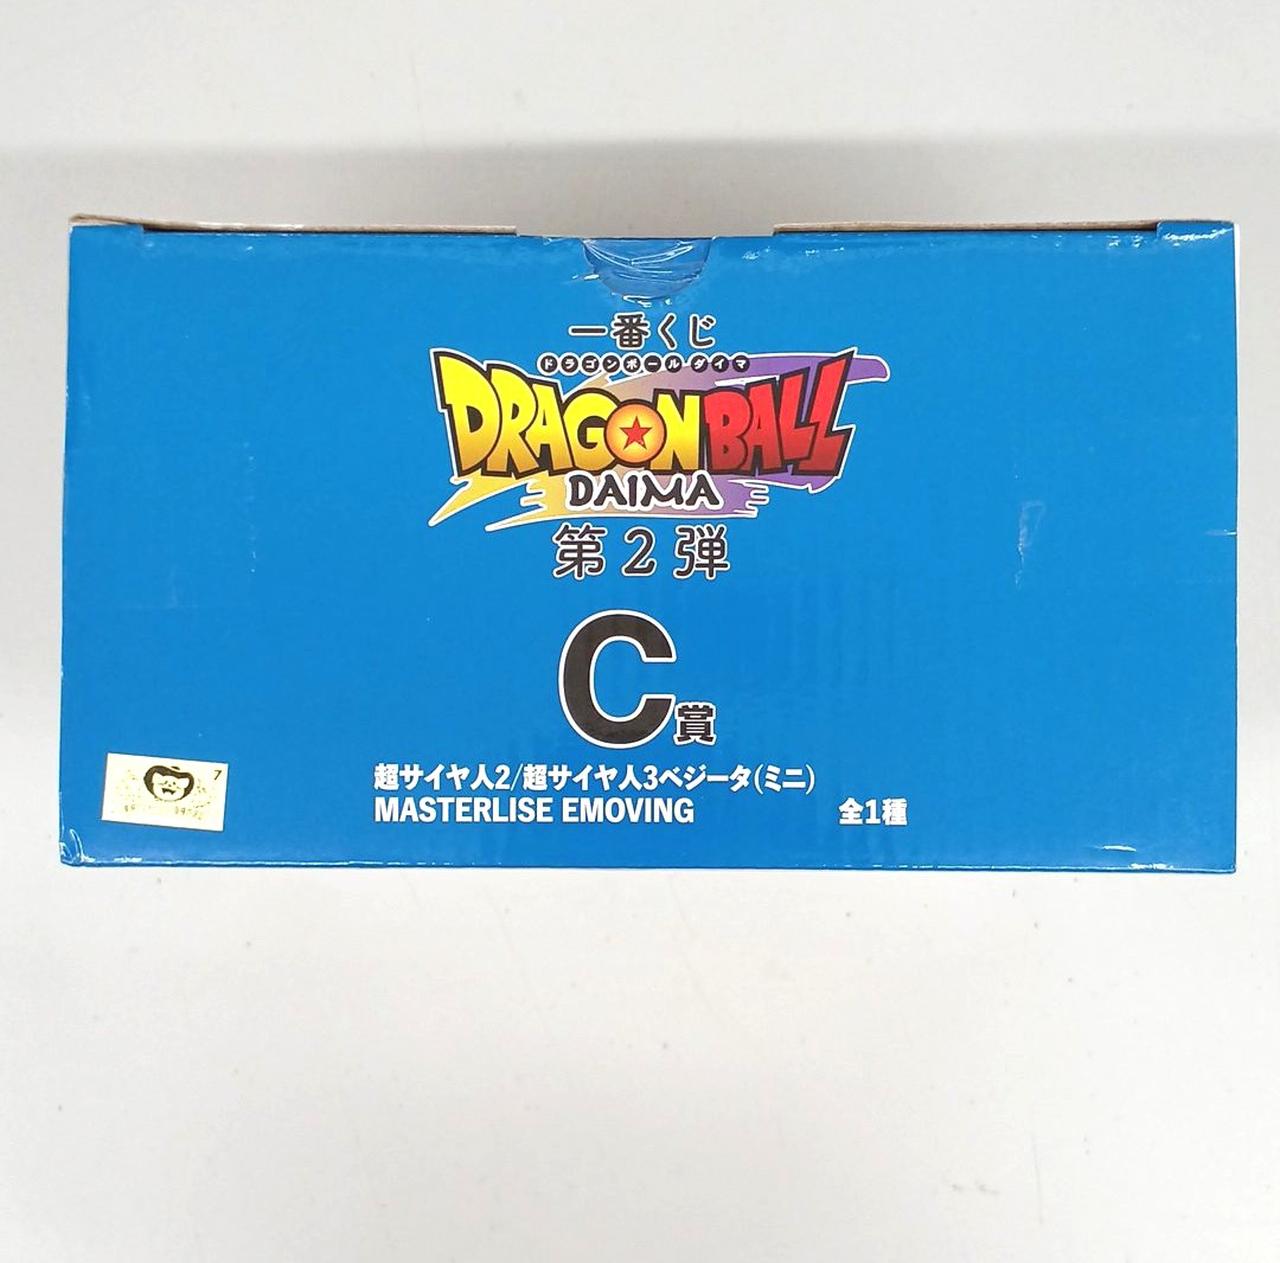 一番くじ
ドラゴンボールダイマ
DRAGON BALL
DAIMA
第2弾
C賞
超サイヤ人2/超サイヤ人3ベジータ(ミニ)
MASTERLISE EMOVING
全1種
7